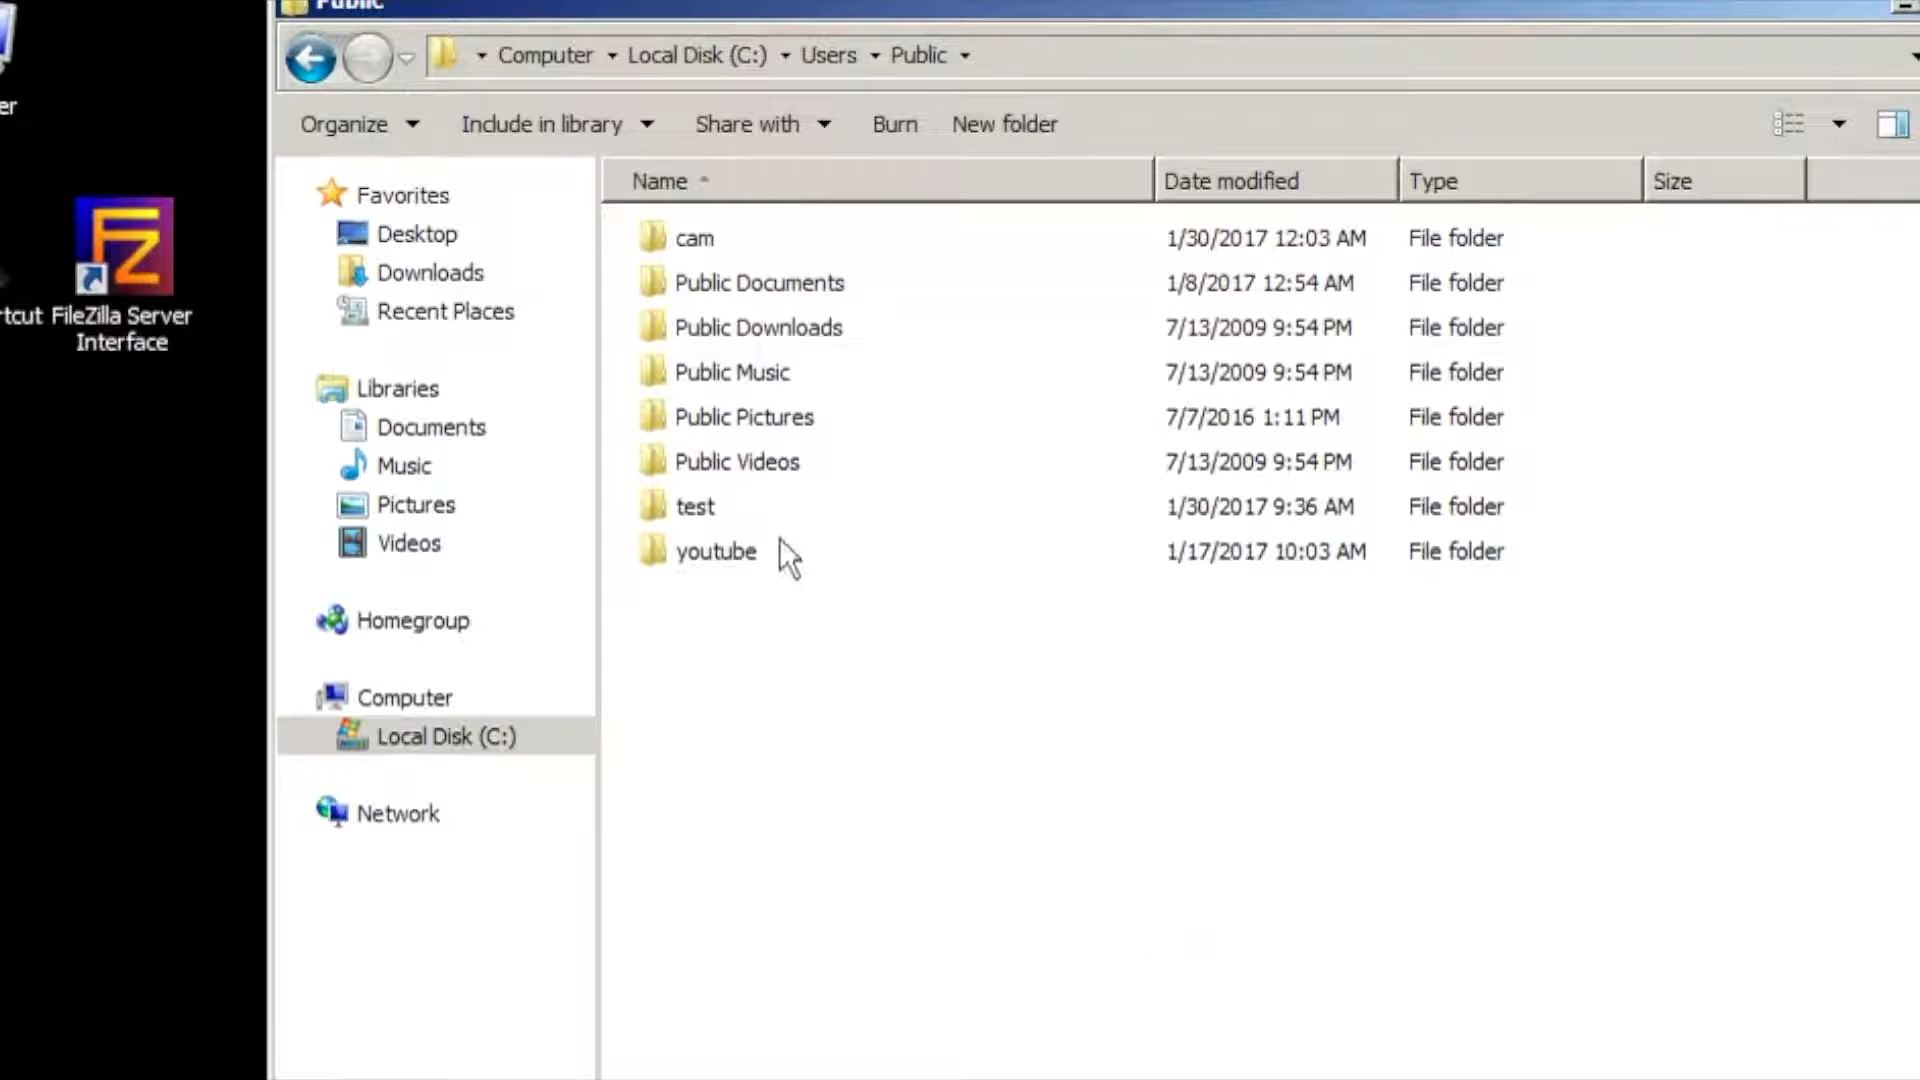 Public
Computer Local Disk (C:) Users Public
Organize Include in library Share with Burn New folder
Name Date modified Type Size
cam 1/30/2017 12:03 AM File folder
Public Documents 1/8/2017 12:54 AM File folder
Public Downloads 7/13/2009 9:54 PM File folder
Public Music 7/13/2009 9:54 PM File folder
Public Pictures 7/7/2016 1:11 PM File folder
Public Videos 7/13/2009 9:54 PM File folder
test 1/30/2017 9:36 AM File folder
youtube 1/17/2017 10:03 AM File folder
Favorites
Desktop
Downloads
Recent Places
Libraries
Documents
Music
Pictures
Videos
Homegroup
Computer
Local Disk (C:)
Network
er
FZ
rtcut FileZilla Server
Interface